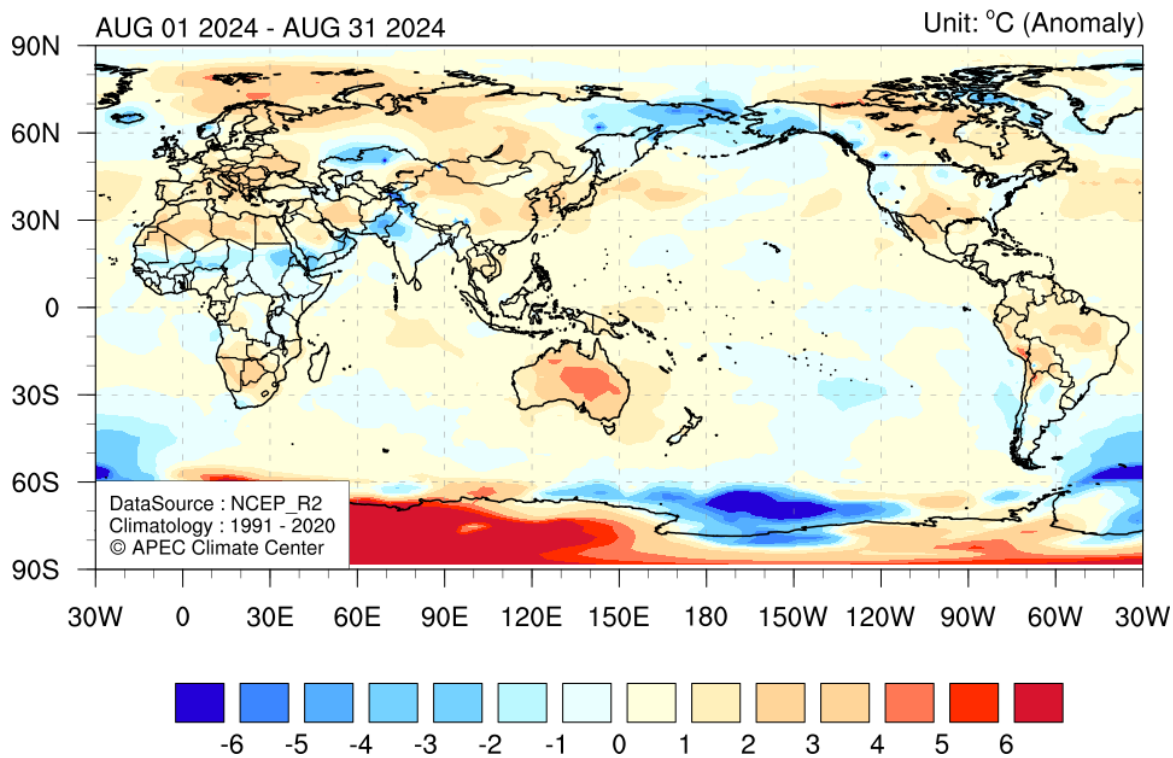 AUG 01 2024 - AUG 31 2024
Unit: °C (Anomaly)
90N
60N
30N
0
30S
60S
90S
DataSource : NCEP_R2
Climatology : 1991 - 2020
© APEC Climate Center
30W 0 30E 60E 90E 120E 150E 180 150W 120W 90W 60W 30W
-6 -5 -4 -3 -2 -1 0 1 2 3 4 5 6